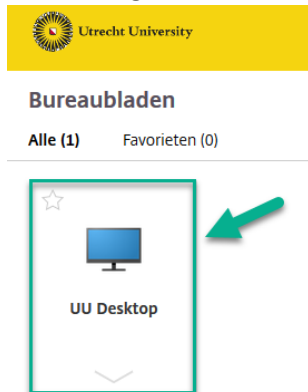 Utrecht University
Bureaubladen
Alle (1) Favorieten (0)
UU Desktop